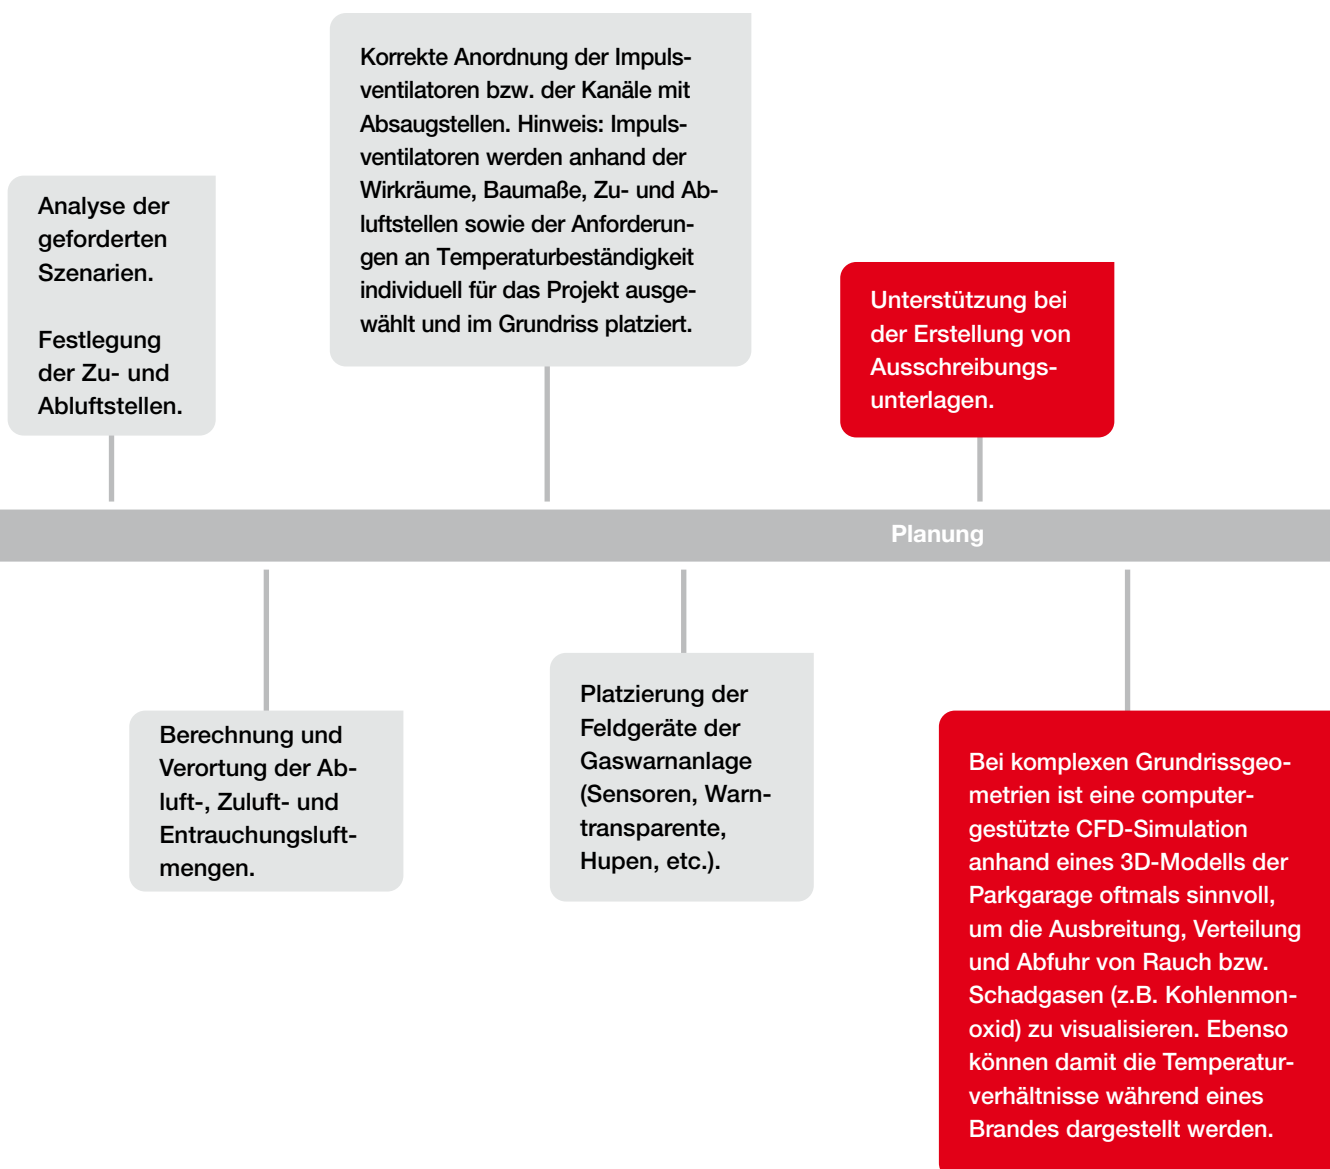 Analyse der
geforderten
Szenarien.
Festlegung
der Zu- und
Abluftstellen.
Korrekte Anordnung der Impuls-
ventilatoren bzw. der Kanäle mit
Absaugstellen. Hinweis: Impuls-
ventilatoren werden anhand der
Wirkräume, Baumaße, Zu- und Ab-
luftstellen sowie der Anforderun-
gen an Temperaturbeständigkeit
individuell für das Projekt ausge-
wählt und im Grundriss platziert.
Unterstützung bei
der Erstellung von
Ausschreibungs-
unterlagen.
Planung
Berechnung und
Verortung der Ab-
luft-, Zuluft- und
Entrauchungsluft-
mengen.
Platzierung der
Feldgeräte der
Gaswarnanlage
(Sensoren, Warn-
transparente,
Hupen, etc.).
Bei komplexen Grundrissgeo-
metrien ist eine computer-
gestützte CFD-Simulation
anhand eines 3D-Modells der
Parkgarage oftmals sinnvoll,
um die Ausbreitung, Verteilung
und Abfuhr von Rauch bzw.
Schadgasen (z.B. Kohlenmon-
oxid) zu visualisieren. Ebenso
können damit die Temperatur-
verhältnisse während eines
Brandes dargestellt werden.